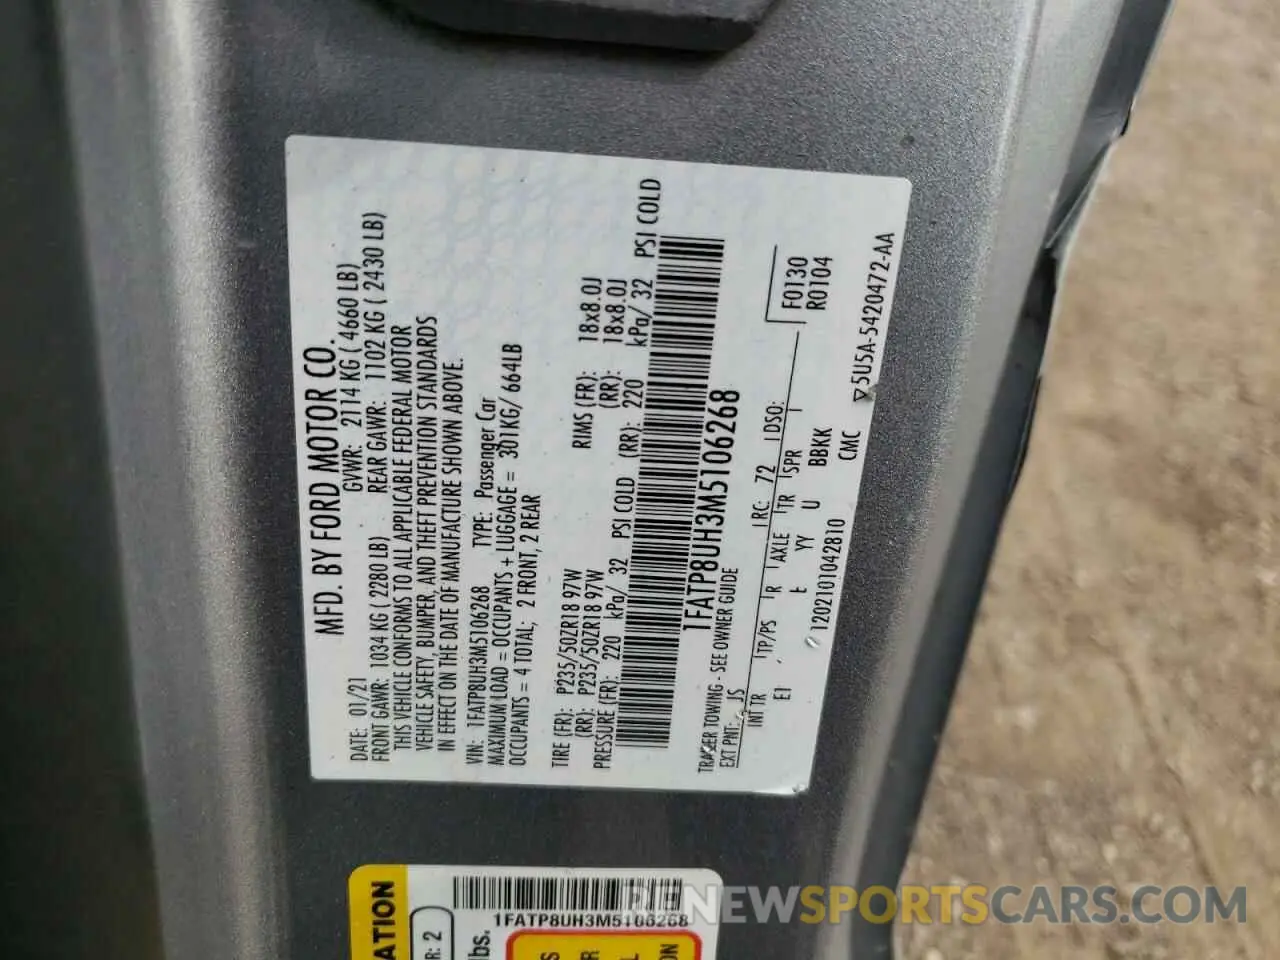 MFD. BY FORD MOTOR CO.
DATE: 01/21 GVWR: 2114 KG ( 4660 LB)
FRONT GAWR: 1034 KG ( 2280 LB) REAR GAWR: 1102 KG ( 2430 LB)
THIS VEHICLE CONFORMS TO ALL APPLICABLE FEDERAL MOTOR
VEHICLE SAFETY, BUMPER, AND THEFT PREVENTION STANDARDS
IN EFFECT ON THE DATE OF MANUFACTURE SHOWN ABOVE.
VIN: 1FATP8UH3M5106268 TYPE: Passenger Car
MAXIMUM LOAD = OCCUPANTS + LUGGAGE = 301KG/ 664LB
OCCUPANTS = 4 TOTAL; 2 FRONT, 2 REAR
TIRE (FR): P235/50ZR18 97W RIMS (FR): 18x8.0J
(RR): P235/50ZR18 97W (RR): 18x8.0J
PRESSURE (FR): 220 kPa/ 32 PSI COLD (RR): 220 kPa/ 32 PSI COLD
1FATP8UH3M5106268
TRAILER TOWING - SEE OWNER GUIDE
EXT PNT: JS RC: 72 DSO:
INT TR TP/PS R AXLE TR SPR
EI YY U BBKK
F0130
R0104
1202101042810 CMC
5U5A-5420472-AA
1FATP8UH3M5106268
ATION
R: 2
lbs.
RENEWSPORTSCARS.COM